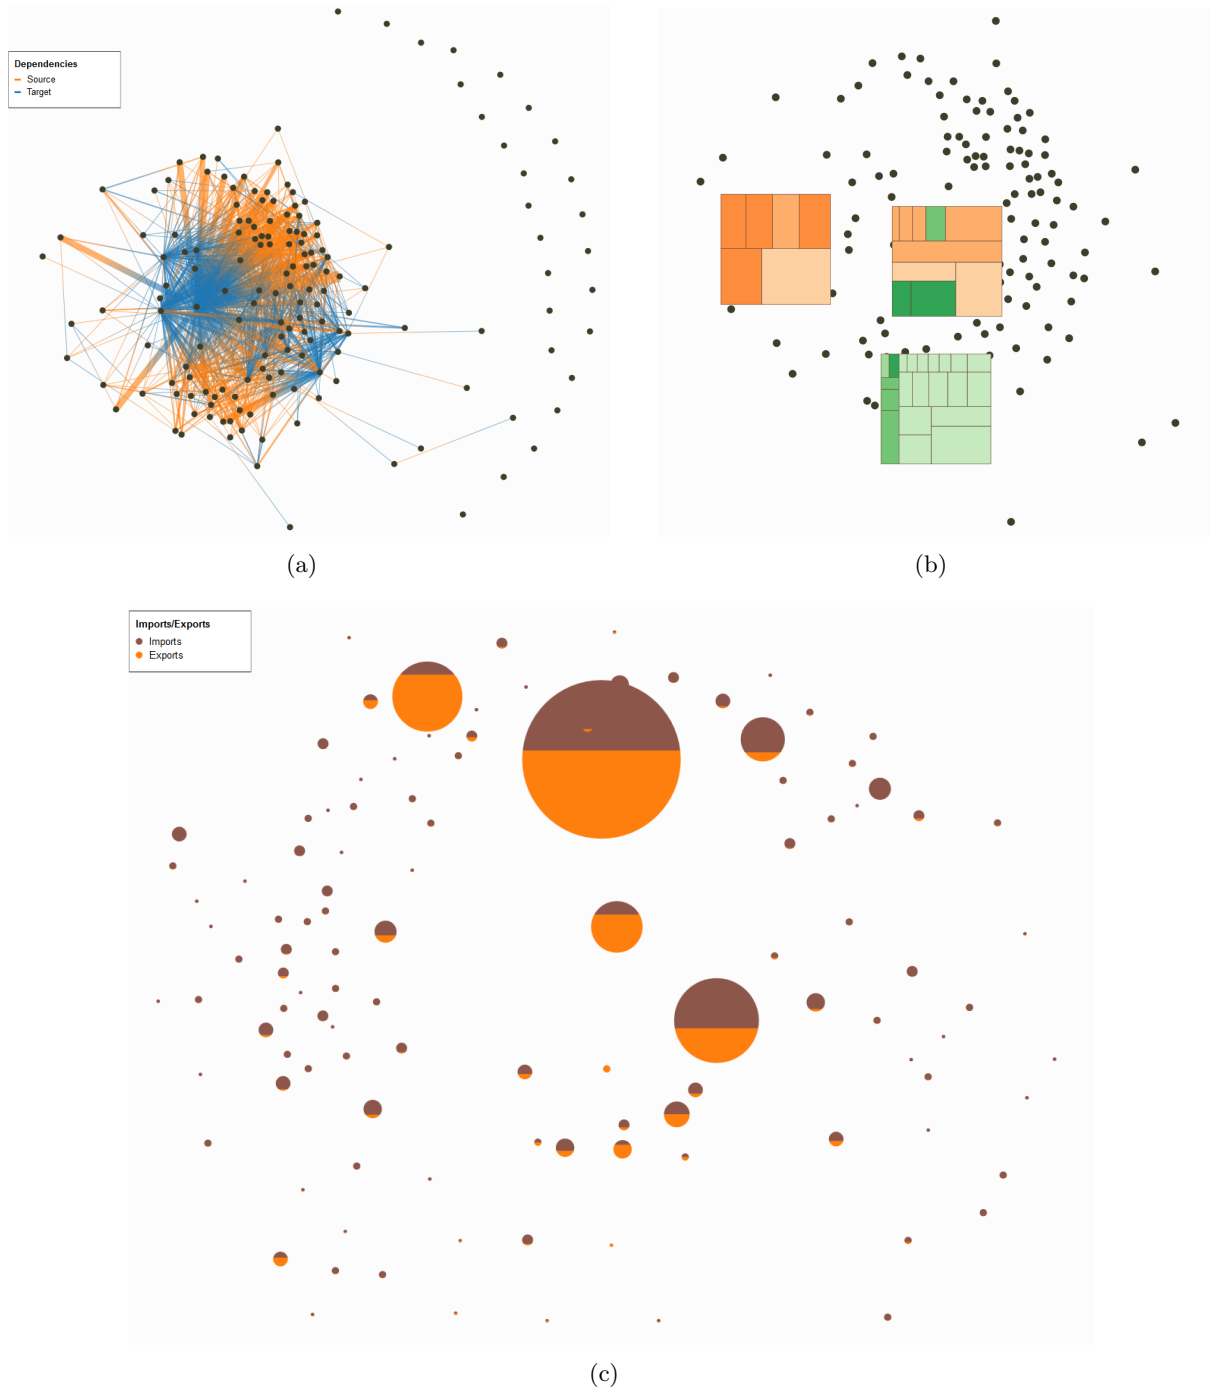 Dependencies
Source
Target
(a)
(b)
Imports/Exports
Imports
Exports
(c)